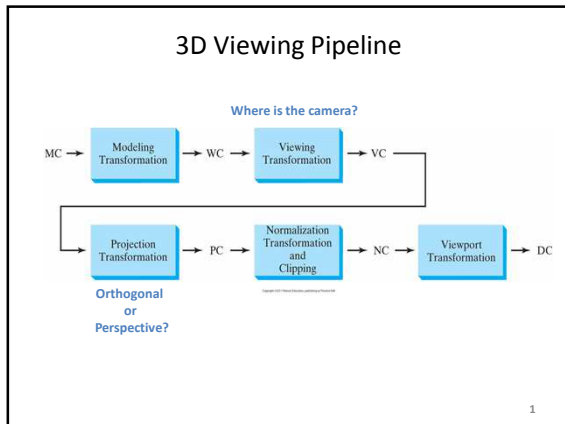 3D Viewing Pipeline
Where is the camera?
MC
Modeling
Transformation
WC
Viewing
Transformation
VC
Projection
Transformation
PC
Normalization
Transformation
and
Clipping
NC
Viewport
Transformation
DC
Orthogonal
or
Perspective?
1